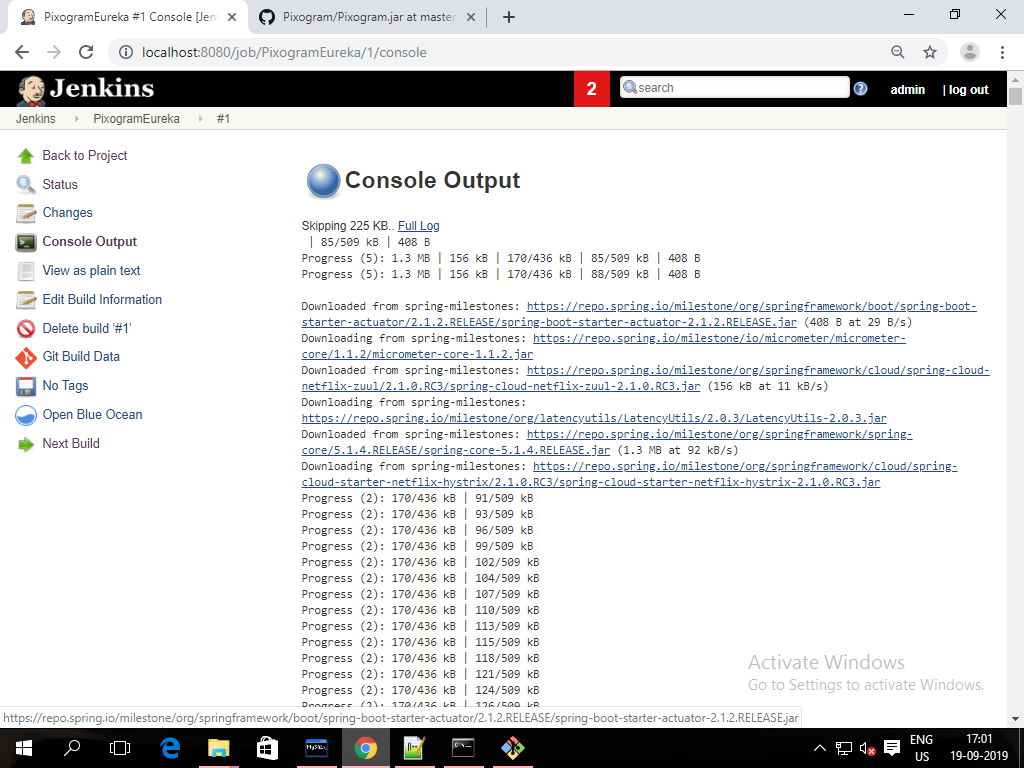 PixogramEureka #1 Console [Jen
Pixogram/Pixogram.jar at master
localhost:8080/job/PixogramEureka/1/console
Jenkins
2
search
admin
| log out
Jenkins
PixogramEureka
#1
Back to Project
Status
Changes
Console Output
View as plain text
Edit Build Information
Delete build ‘#1’
Git Build Data
No Tags
Open Blue Ocean
Next Build
Console Output
Skipping 225 KB.. Full Log
| 85/509 kB | 408 B
Progress (5): 1.3 MB | 156 kB | 170/436 kB | 85/509 kB | 408 B
Progress (5): 1.3 MB | 156 kB | 170/436 kB | 88/509 kB | 408 B
Downloaded from spring-milestones: https://repo.spring.io/milestone/org/springframework/boot/spring-boot-
starter-actuator/2.1.2.RELEASE/spring-boot-starter-actuator-2.1.2.RELEASE.jar (408 B at 29 B/s)
Downloading from spring-milestones: https://repo.spring.io/milestone/io/micrometer/micrometer-
core/1.1.2/micrometer-core-1.1.2.jar
Downloaded from spring-milestones: https://repo.spring.io/milestone/org/springframework/cloud/spring-cloud-
netflix-zuul/2.1.0.RC3/spring-cloud-netflix-zuul-2.1.0.RC3.jar (156 kB at 11 kB/s)
Downloading from spring-milestones:
https://repo.spring.io/milestone/org/latencyutils/LatencyUtils/2.0.3/LatencyUtils-2.0.3.jar
Downloaded from spring-milestones: https://repo.spring.io/milestone/org/springframework/spring-
core/5.1.4.RELEASE/spring-core-5.1.4.RELEASE.jar (1.3 MB at 92 kB/s)
Downloading from spring-milestones: https://repo.spring.io/milestone/org/springframework/cloud/spring-
cloud-starter-netflix-hystrix/2.1.0.RC3/spring-cloud-starter-netflix-hystrix-2.1.0.RC3.jar
Progress (2): 170/436 kB | 91/509 kB
Progress (2): 170/436 kB | 93/509 kB
Progress (2): 170/436 kB | 96/509 kB
Progress (2): 170/436 kB | 99/509 kB
Progress (2): 170/436 kB | 102/509 kB
Progress (2): 170/436 kB | 104/509 kB
Progress (2): 170/436 kB | 107/509 kB
Progress (2): 170/436 kB | 110/509 kB
Progress (2): 170/436 kB | 113/509 kB
Progress (2): 170/436 kB | 115/509 kB
Progress (2): 170/436 kB | 118/509 kB
Progress (2): 170/436 kB | 121/509 kB
Progress (2): 170/436 kB | 124/509 kB
Progress (2): 170/436 kB | 126/509 kB
Activate Windows
Go to Settings to activate Windows.
https://repo.spring.io/milestone/org/springframework/boot/spring-boot-starter-actuator/2.1.2.RELEASE/spring-boot-starter-actuator-2.1.2.RELEASE.jar
MySQL
ENG
US
17:01
19-09-2019